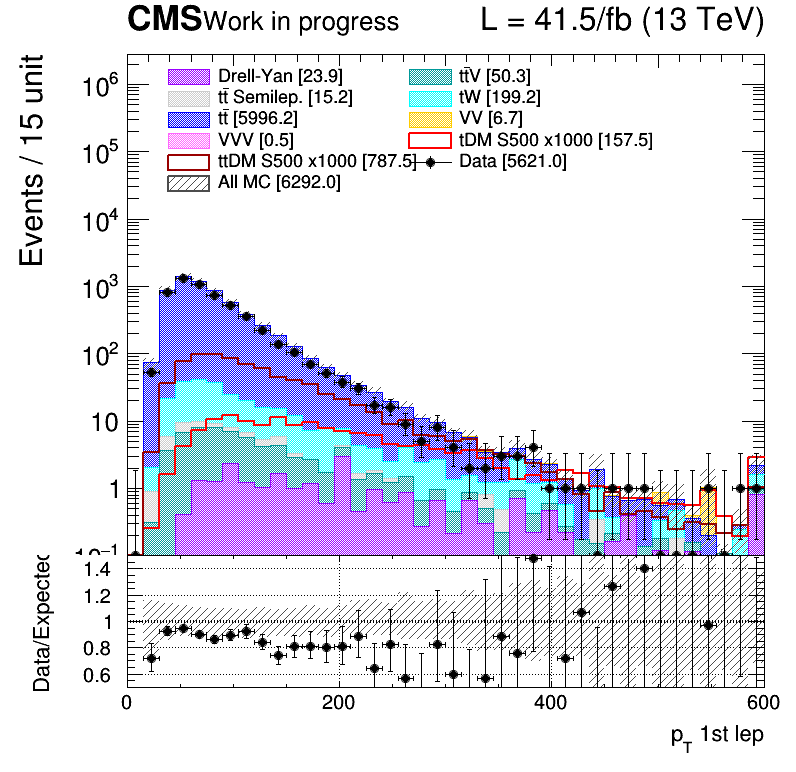 CMS Work in progress L = 41.5/fb (13 TeV)
Drell-Yan [23.9] tt̄V [50.3]
tt̄ Semilep. [15.2] tW [199.2]
tt̄ [5996.2] VV [6.7]
VVV [0.5] tDM S500 x1000 [157.5]
ttDM S500 x1000 [787.5] Data [5621.0]
All MC [6292.0]
Events / 15 unit
10⁶
10⁵
10⁴
10³
10²
10
1
10⁻¹
Data/Expected
1.4
1.2
1
0.8
0.6
0 200 400 600
p_T 1st lep